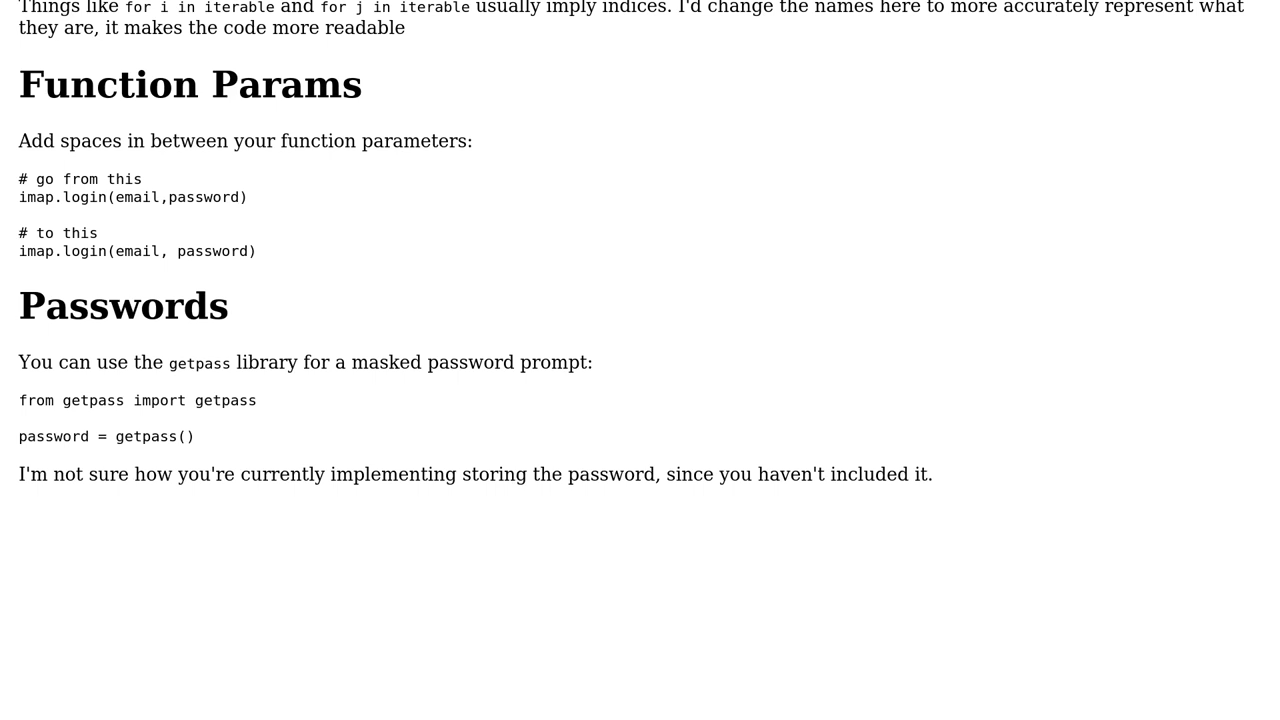 Things like for i in iterable and for j in iterable usually imply indices. I'd change the names here to more accurately represent what
they are, it makes the code more readable
Function Params
Add spaces in between your function parameters:
# go from this
imap.login(email,password)
# to this
imap.login(email, password)
Passwords
You can use the getpass library for a masked password prompt:
from getpass import getpass
password = getpass()
I'm not sure how you're currently implementing storing the password, since you haven't included it.